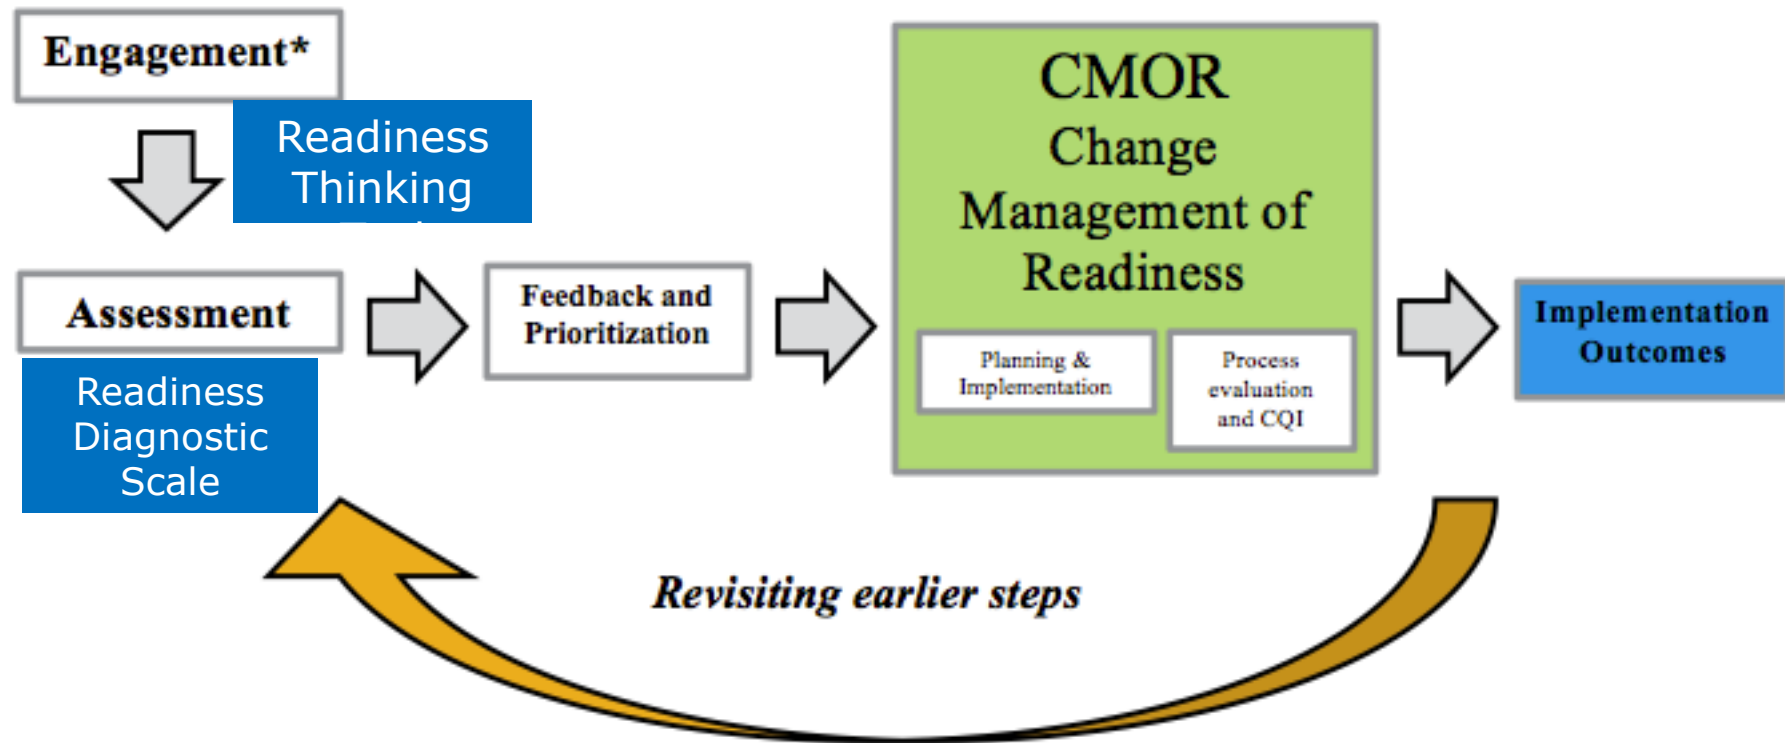 Engagement*
Readiness
Thinking
Assessment
Readiness
Diagnostic
Scale
Feedback and
Prioritization
CMOR
Change
Management of
Readiness
Planning &
Implementation
Process
evaluation
and CQI
Implementation
Outcomes
Revisiting earlier steps